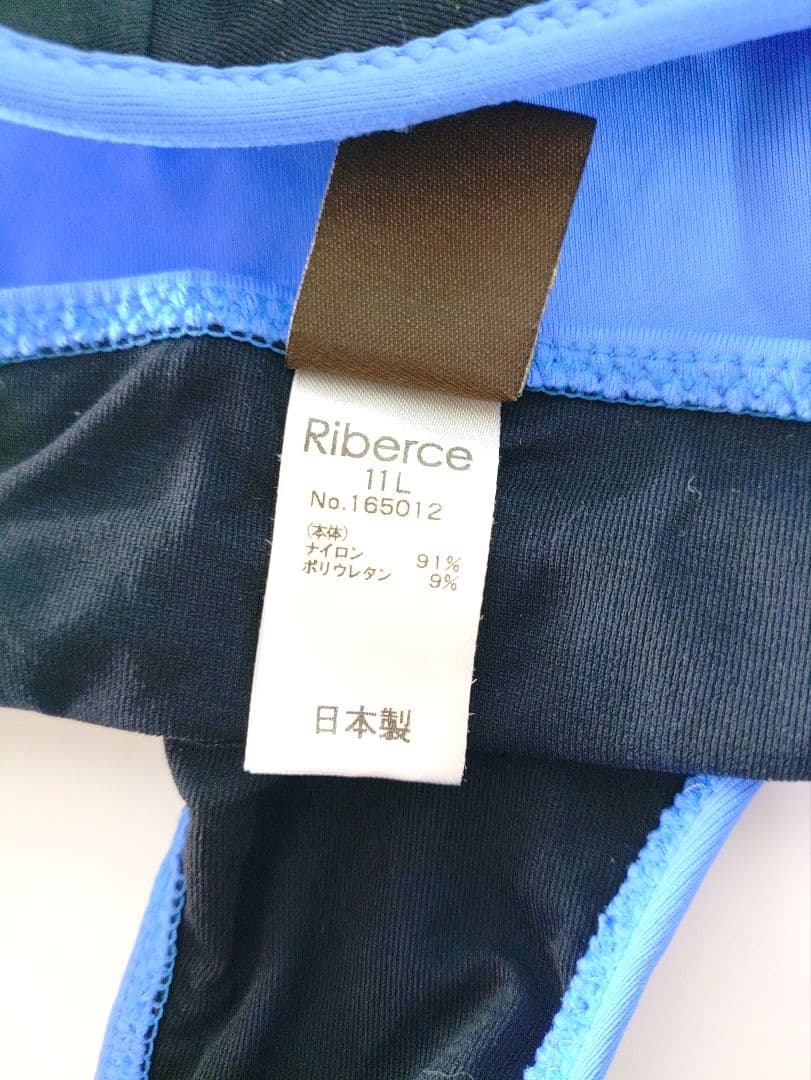 Riberce
11L
No.165012
(本体)
ナイロン 91%
ポリウレタン 9%
日本製